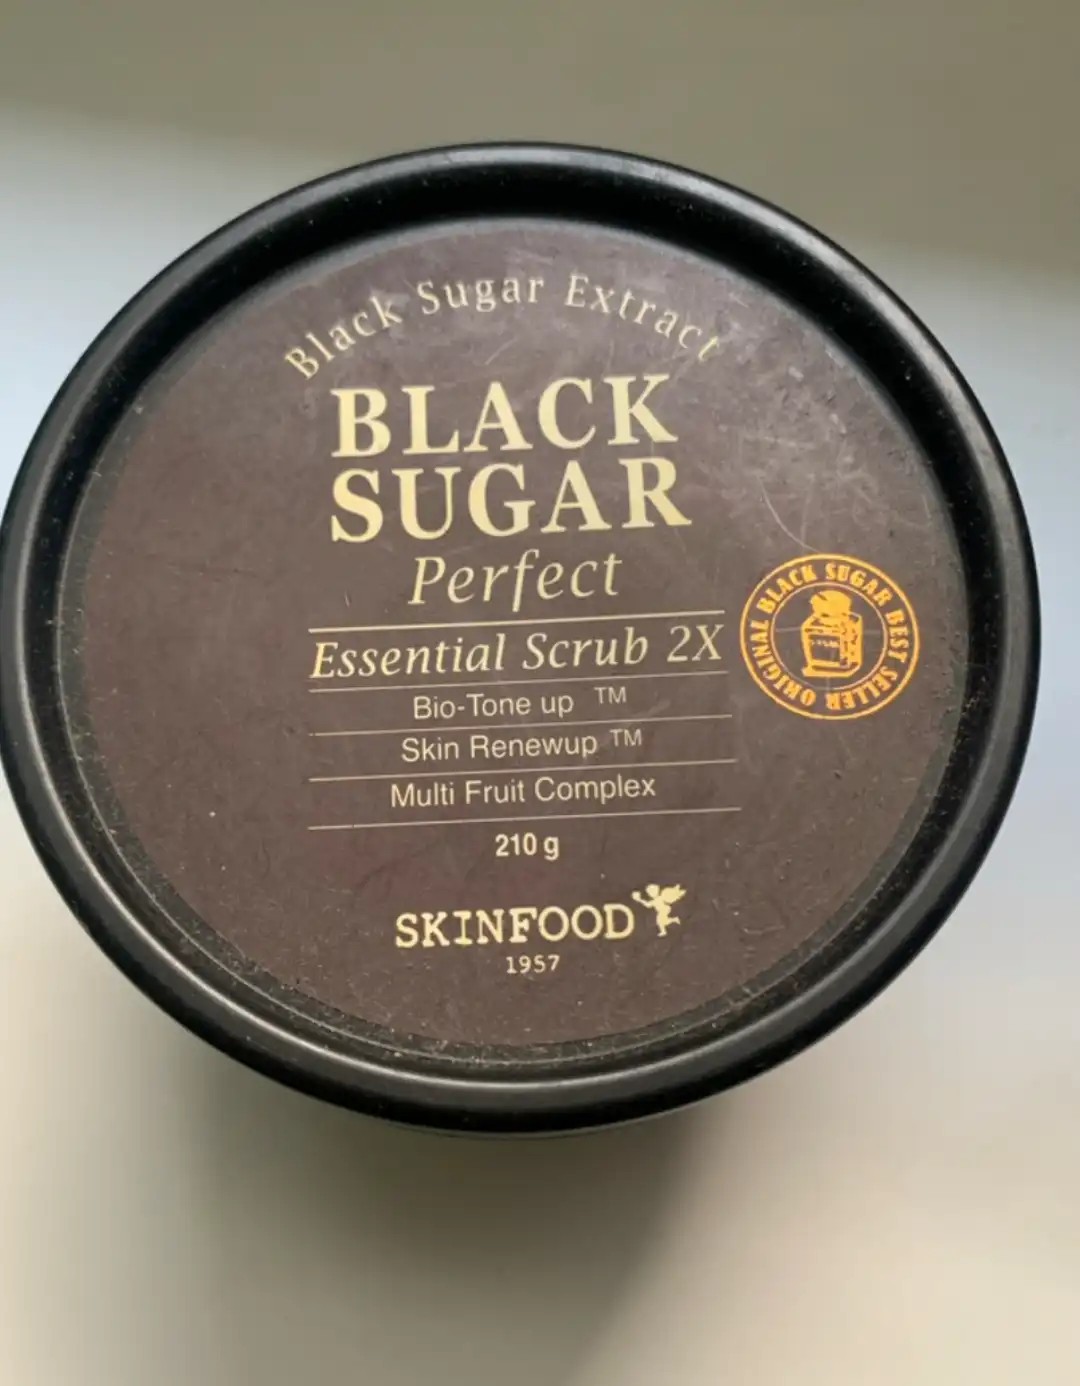 Black Sugar Extract
BLACK
SUGAR
Perfect
Essential Scrub 2X
Bio-Tone up ™
Skin Renewup ™
Multi Fruit Complex
210 g
SKINFOOD
1957
ORIGINAL BLACK SUGAR BEST SELLER